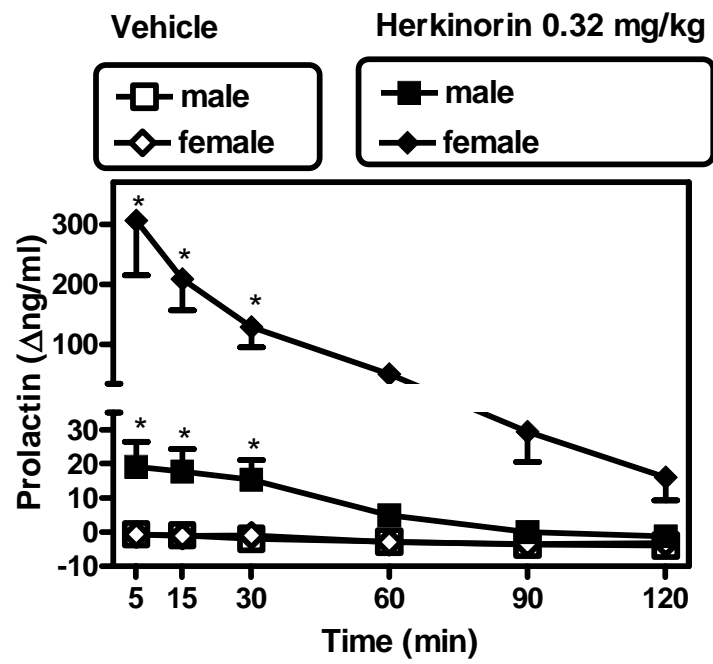 Vehicle
Herkinorin 0.32 mg/kg
male
female
male
female
Prolactin (Δng/ml)
300
200
100
30
20
10
0
-10
* * *
* * *
5 15 30 60 90 120
Time (min)